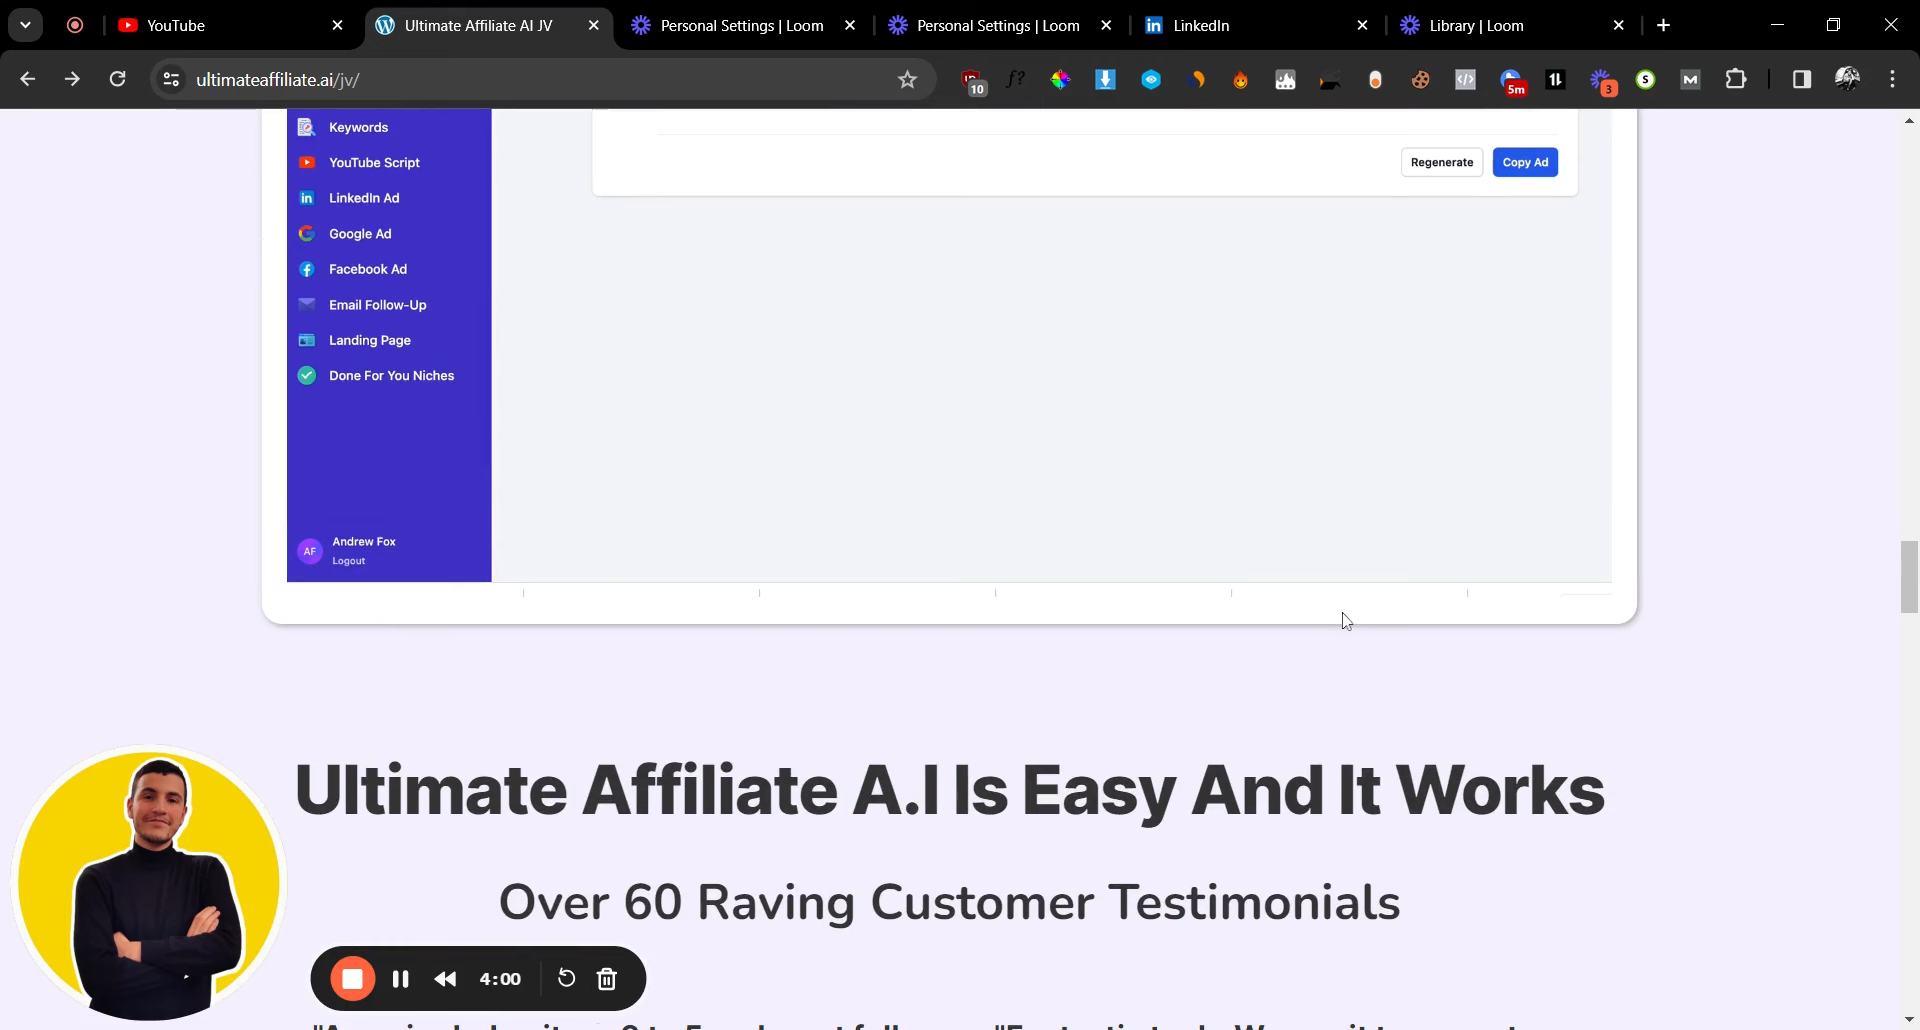 YouTube
Ultimate Affiliate AI JV
Personal Settings | Loom
Personal Settings | Loom
LinkedIn
Library | Loom
ultimateaffiliate.ai/jv/
10
f?
5m
3
S
M
Keywords
YouTube Script
LinkedIn Ad
Google Ad
Facebook Ad
Email Follow-Up
Landing Page
Done For You Niches
Regenerate
Copy Ad
AF
Andrew Fox
Logout
Ultimate Affiliate A.I Is Easy And It Works
Over 60 Raving Customer Testimonials
4:00